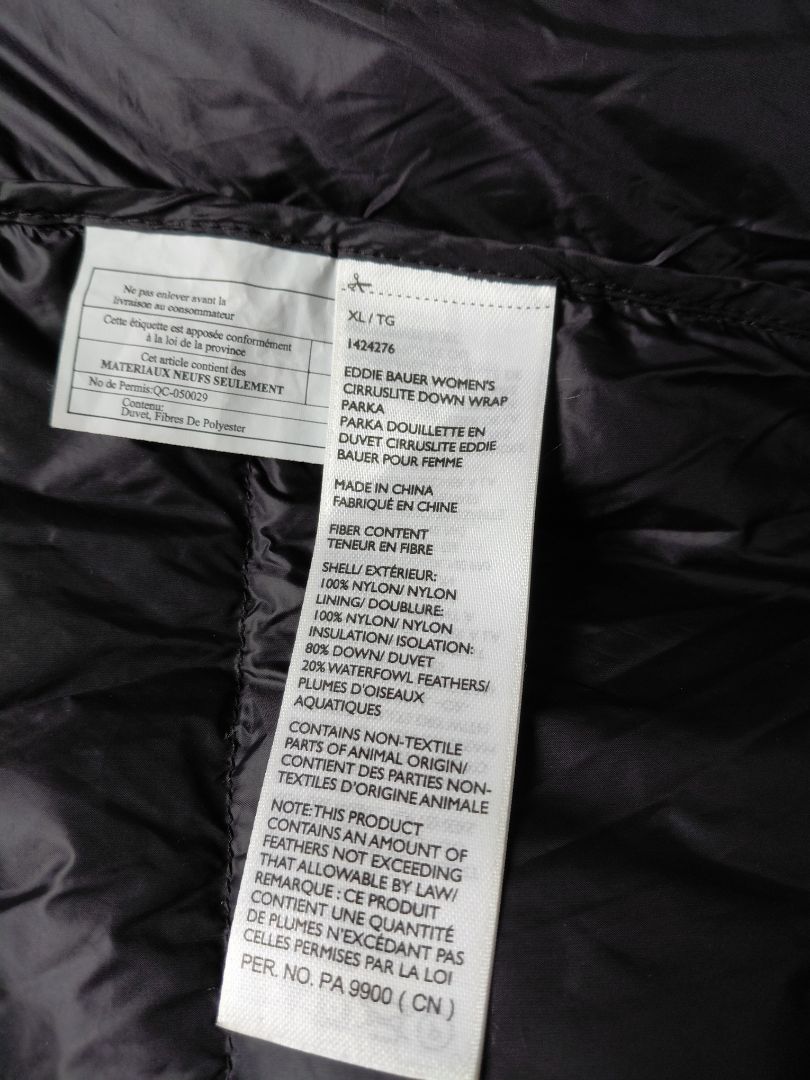 Ne pas enlever avant la
livraison au consommateur
Cette étiquette est apposée conformément
à la loi de la province
Cet article contient des
MATERIAUX NEUFS SEULEMENT
No de Permis:QC-050029
Contenu:
Duvet, Fibres De Polyester
XL / TG
1424276
EDDIE BAUER WOMEN'S
CIRRUSLITE DOWN WRAP
PARKA
PARKA DOUILLETTE EN
DUVET CIRRUSLITE EDDIE
BAUER POUR FEMME
MADE IN CHINA
FABRIQUÉ EN CHINE
FIBER CONTENT
TENEUR EN FIBRE
SHELL/ EXTÉRIEUR:
100% NYLON/ NYLON
LINING/ DOUBLURE:
100% NYLON/ NYLON
INSULATION/ ISOLATION:
80% DOWN/ DUVET
20% WATERFOWL FEATHERS/
PLUMES D'OISEAUX
AQUATIQUES
CONTAINS NON-TEXTILE
PARTS OF ANIMAL ORIGIN/
CONTIENT DES PARTIES NON-
TEXTILES D'ORIGINE ANIMALE
NOTE:THIS PRODUCT
CONTAINS AN AMOUNT OF
FEATHERS NOT EXCEEDING
THAT ALLOWABLE BY LAW/
REMARQUE : CE PRODUIT
CONTIENT UNE QUANTITÉ
DE PLUMES N'EXCÉDANT PAS
CELLES PERMISES PAR LA LOI
PER. NO. PA 9900 ( CN )